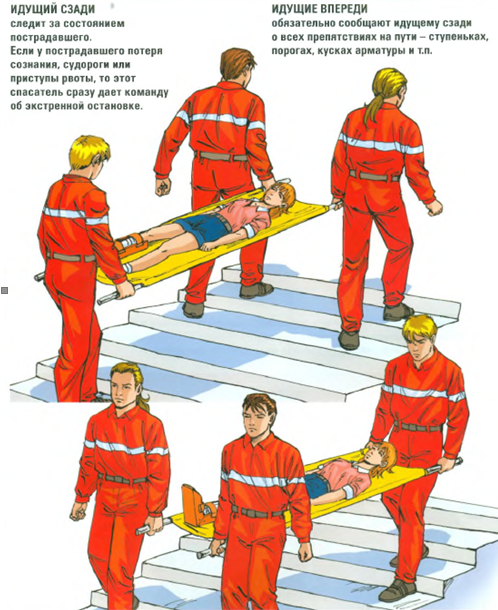 ИДУЩИЙ СЗАДИ
следит за состоянием
пострадавшего.
Если у пострадавшего потеря
сознания, судороги или
приступы рвоты, то этот
спасатель сразу дает команду
об экстренной остановке.
ИДУЩИЕ ВПЕРЕДИ
обязательно сообщают идущему сзади
о всех препятствиях на пути – ступеньках,
порогах, кусках арматуры и т.п.